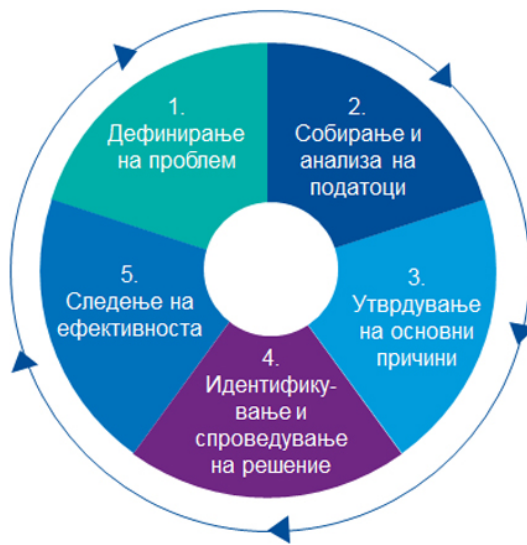 1.
Дефинирање
на проблем
2.
Собирање и
анализа на
податоци
3.
Утврдување
на основни
причини
4.
Идентифику-
вање и
спроведување
на решение
5.
Следење на
ефективноста